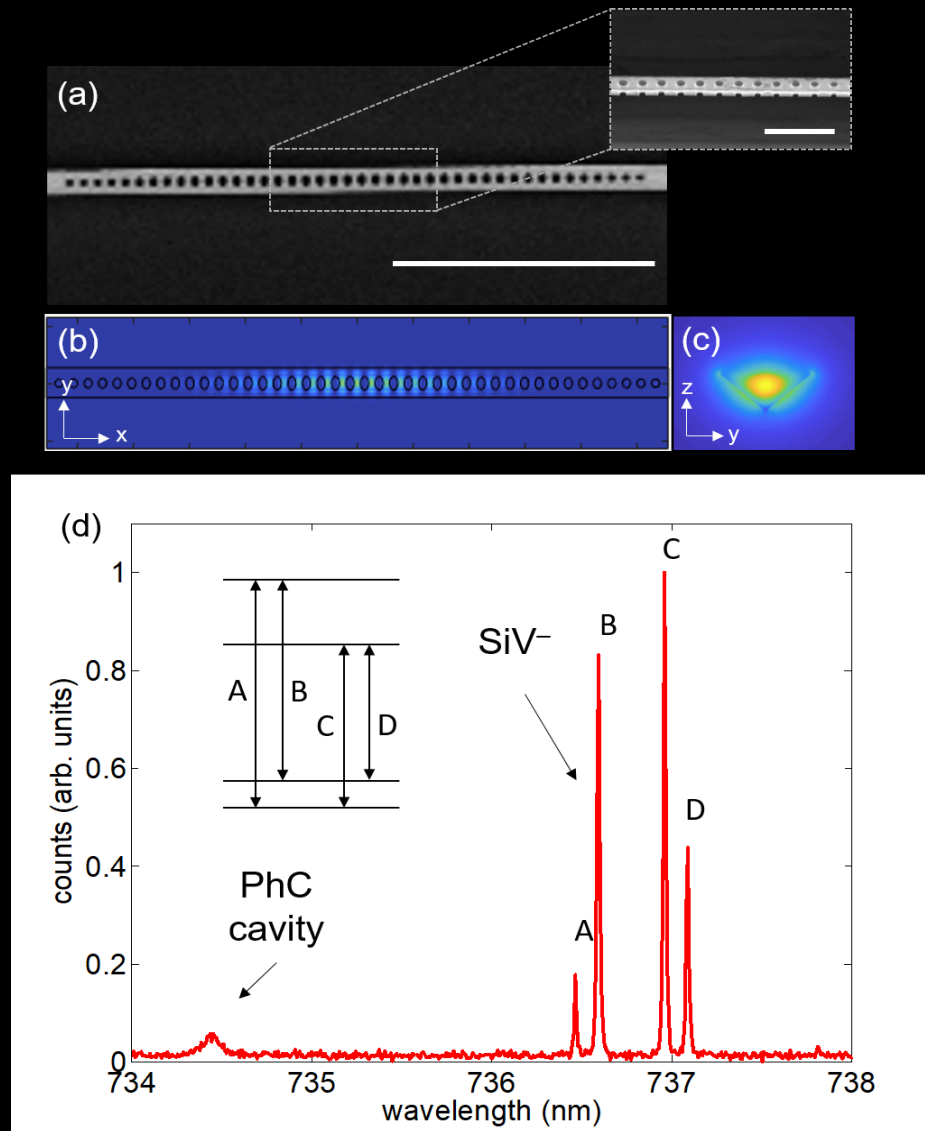 (a)
(b)
y
x
(c)
z
y
(d)
counts (arb. units)
1
0.8
0.6
0.4
0.2
0
A
B
C
D
SiV–
A
B
C
D
PhC
cavity
734
735
736
737
738
wavelength (nm)